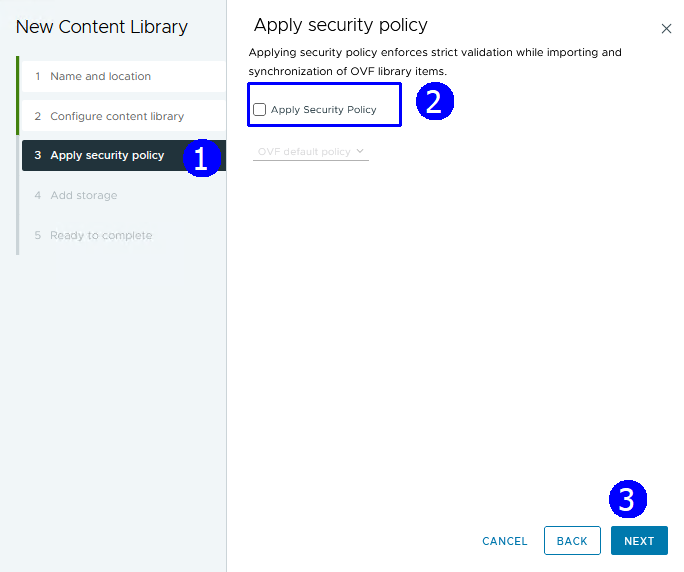 New Content Library
1 Name and location
2 Configure content library
3 Apply security policy
1
4 Add storage
5 Ready to complete
Apply security policy
Applying security policy enforces strict validation while importing and
synchronization of OVF library items.
Apply Security Policy
2
OVF default policy
3
CANCEL
BACK
NEXT